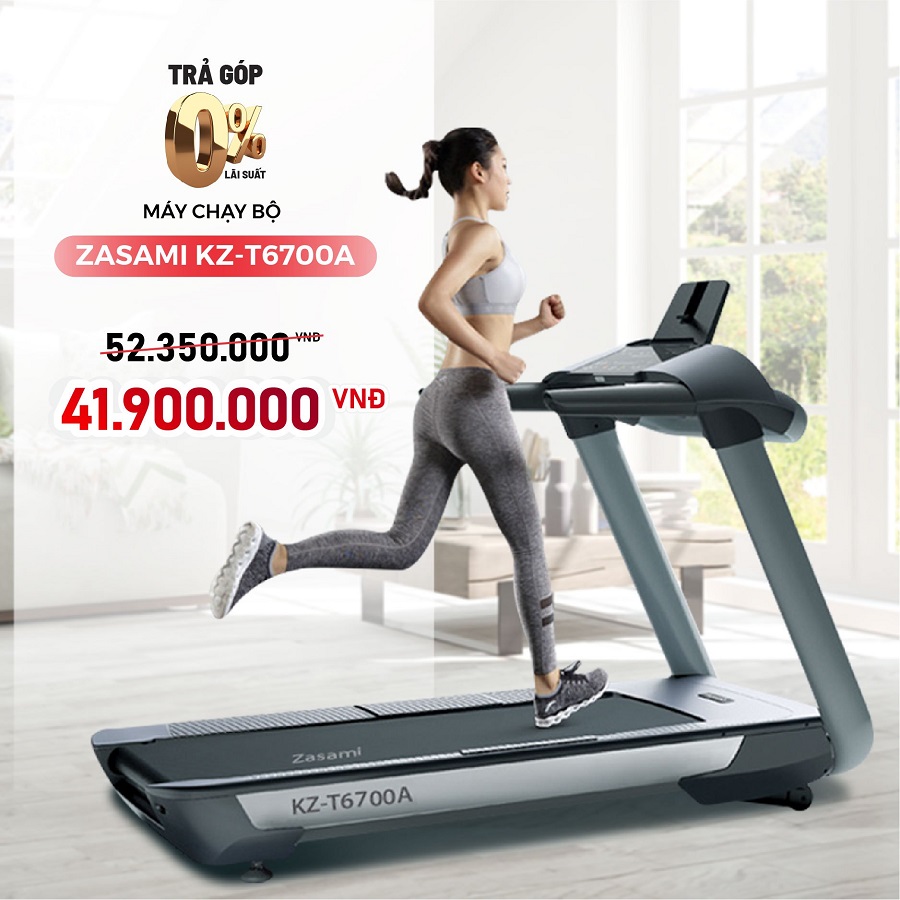 TRẢ GÓP
0%
LÃI SUẤT
MÁY CHẠY BỘ
ZASAMI KZ-T6700A
52.350.000 VNĐ
41.900.000 VNĐ
Zasami
KZ-T6700A